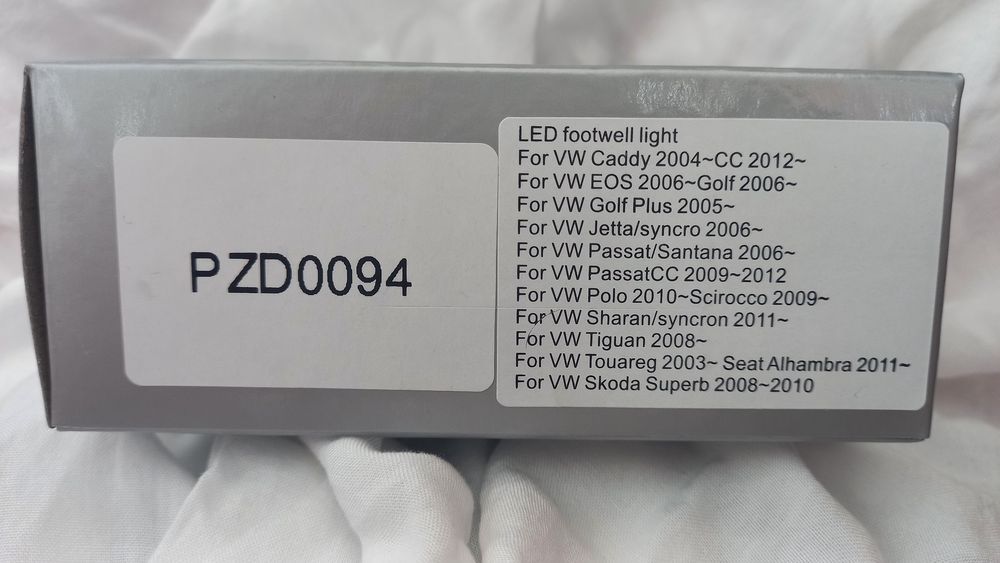 PZD0094
LED footwell light
For VW Caddy 2004~CC 2012~
For VW EOS 2006~Golf 2006~
For VW Golf Plus 2005~
For VW Jetta/syncro 2006~
For VW Passat/Santana 2006~
For VW PassatCC 2009~2012
For VW Polo 2010~Scirocco 2009~
For VW Sharan/syncron 2011~
For VW Tiguan 2008~
For VW Touareg 2003~ Seat Alhambra 2011~
For VW Skoda Superb 2008~2010